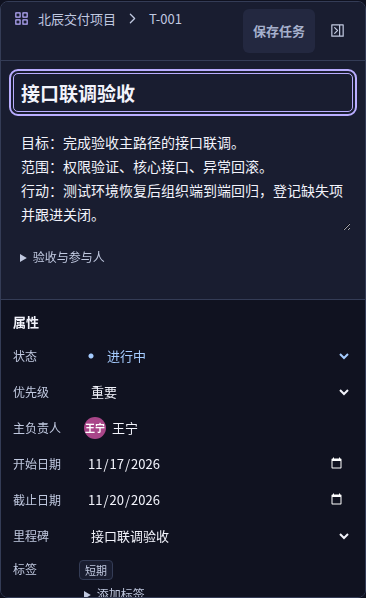 北辰交付项目 > T-001
保存任务
接口联调验收
目标：完成验收主路径的接口联调。
范围：权限验证、核心接口、异常回滚。
行动：测试环境恢复后组织端到端回归，登记缺失项
并跟进关闭。
▶ 验收与参与人
属性
状态 进行中
优先级 重要
主负责人 王宁 王宁
开始日期 11/17/2026
截止日期 11/20/2026
里程碑 接口联调验收
标签 短期
▶ 添加标签